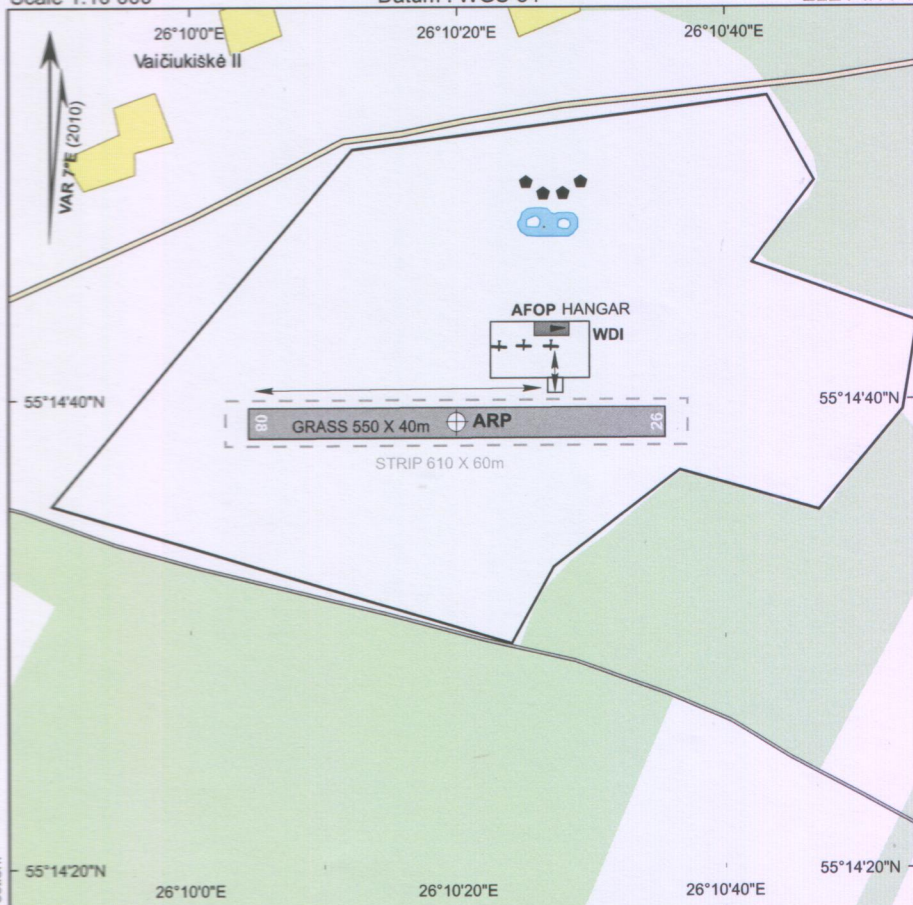 26°10'0"E
26°10'20"E
26°10'40"E
Vaičiukiškė II
VAR 7°E (2010)
AFOP HANGAR
WDI
55°14'40"N
55°14'40"N
08
GRASS 550 X 40m
ARP
26
STRIP 610 X 60m
55°14'20"N
55°14'20"N
26°10'0"E
26°10'20"E
26°10'40"E